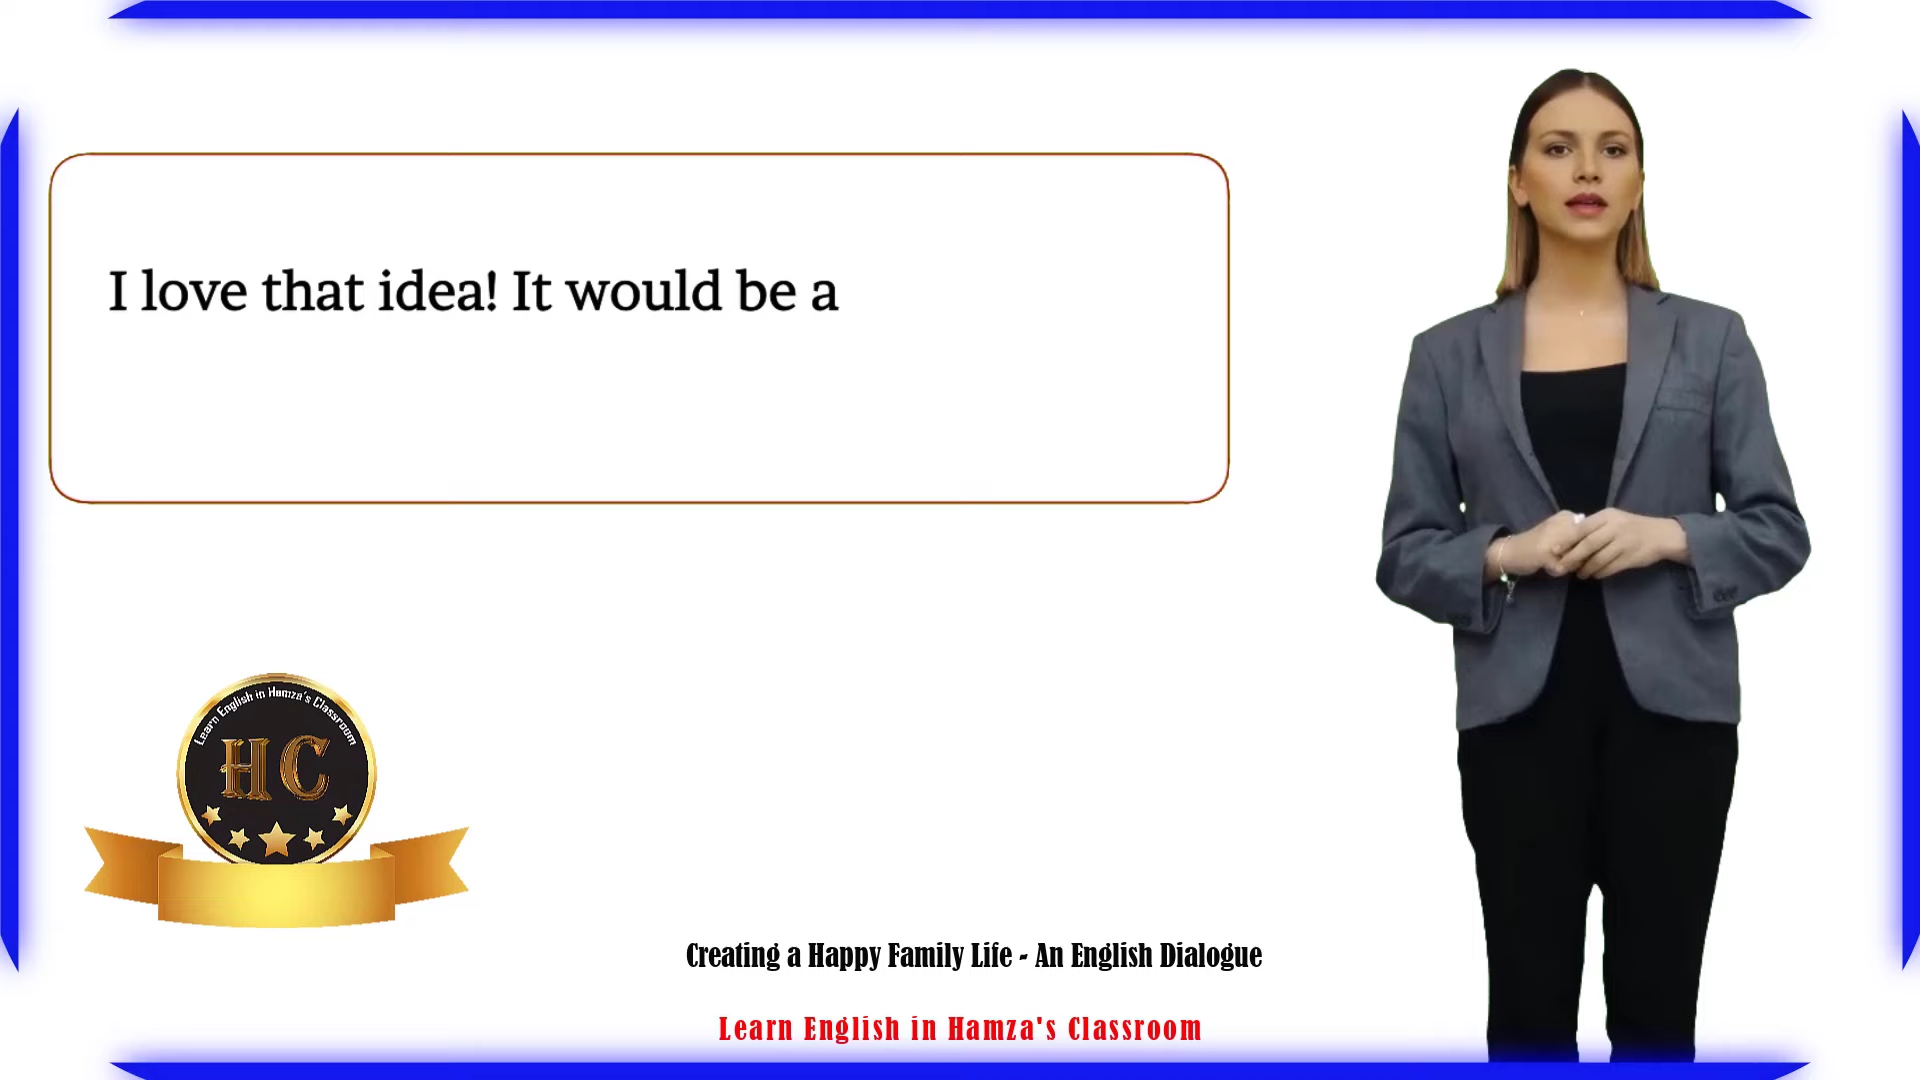 I love that idea! It would be a
Learn English in Hamza's Classroom
HC
Creating a Happy Family Life - An English Dialogue
Learn English in Hamza's Classroom